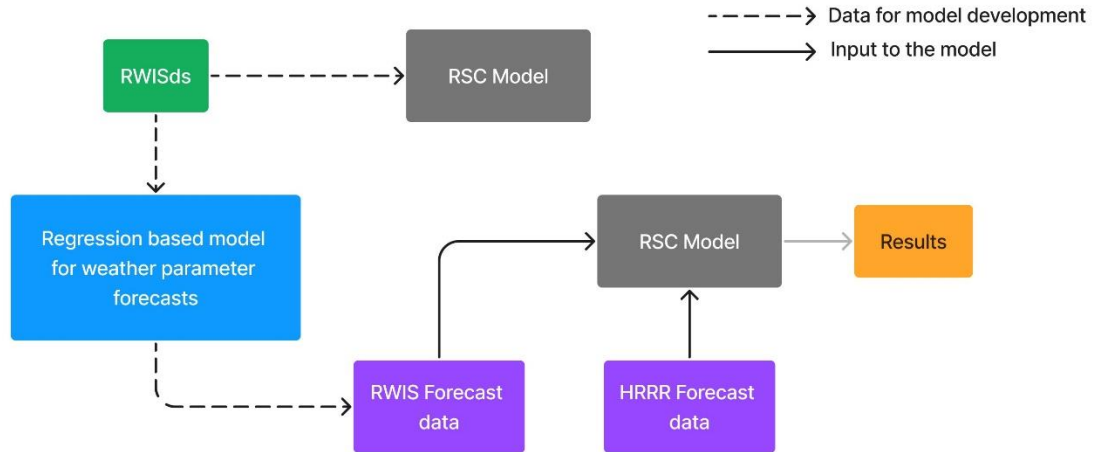 Data for model development
Input to the model
RWISds
RSC Model
Regression based model
for weather parameter
forecasts
RSC Model
Results
RWIS Forecast
data
HRRR Forecast
data